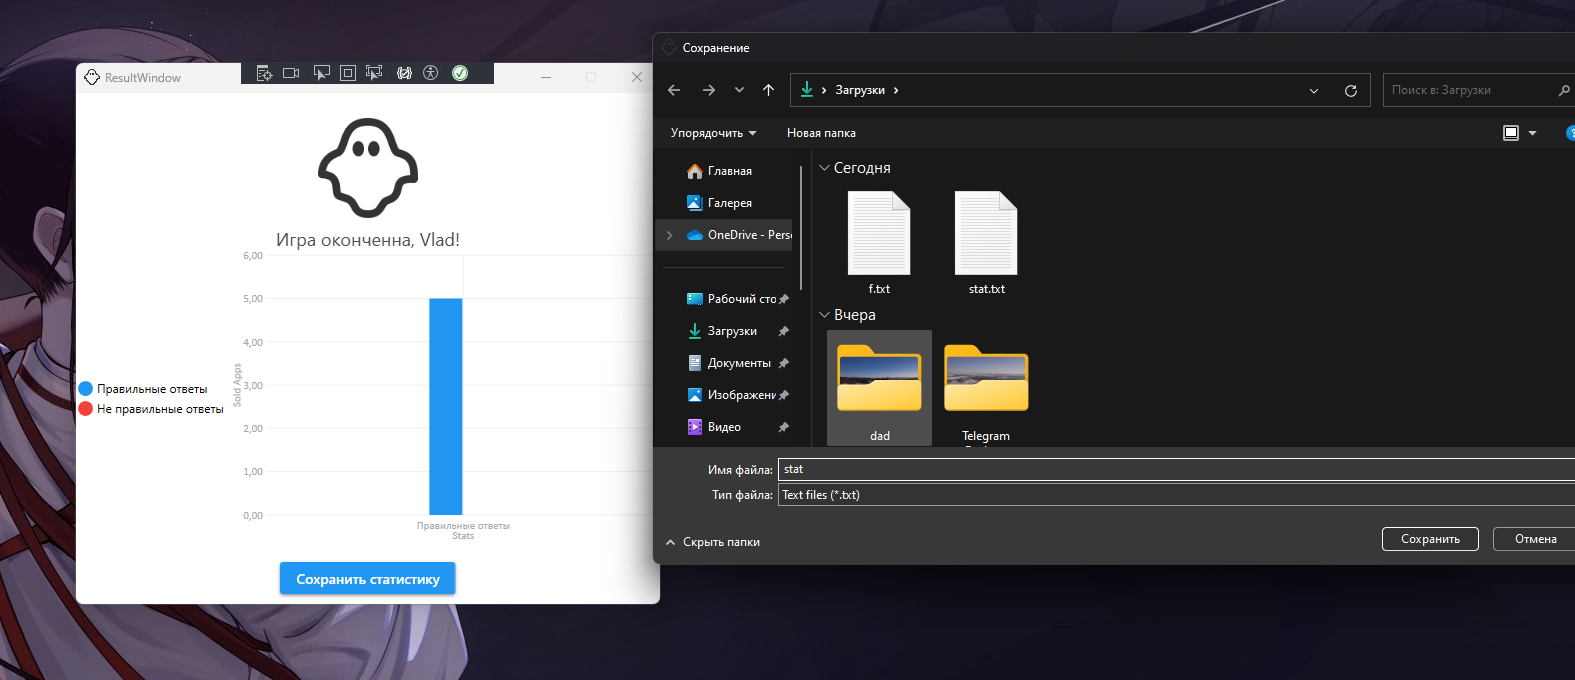 ResultWindow
Игра оконченна, Vlad!
6,00
5,00
4,00
3,00
2,00
1,00
0,00
Sold Apps
Правильные ответы
Не правильные ответы
Правильные ответы
Stats
Сохранить статистику
Сохранение
Загрузки
Поиск в: Загрузки
Упорядочить
Новая папка
Главная
Галерея
OneDrive - Perso
Рабочий сто
Загрузки
Документы
Изображени
Видео
Сегодня
f.txt
stat.txt
Вчера
dad
Telegram
Имя файла: stat
Тип файла: Text files (*.txt)
Скрыть папки
Сохранить
Отмена